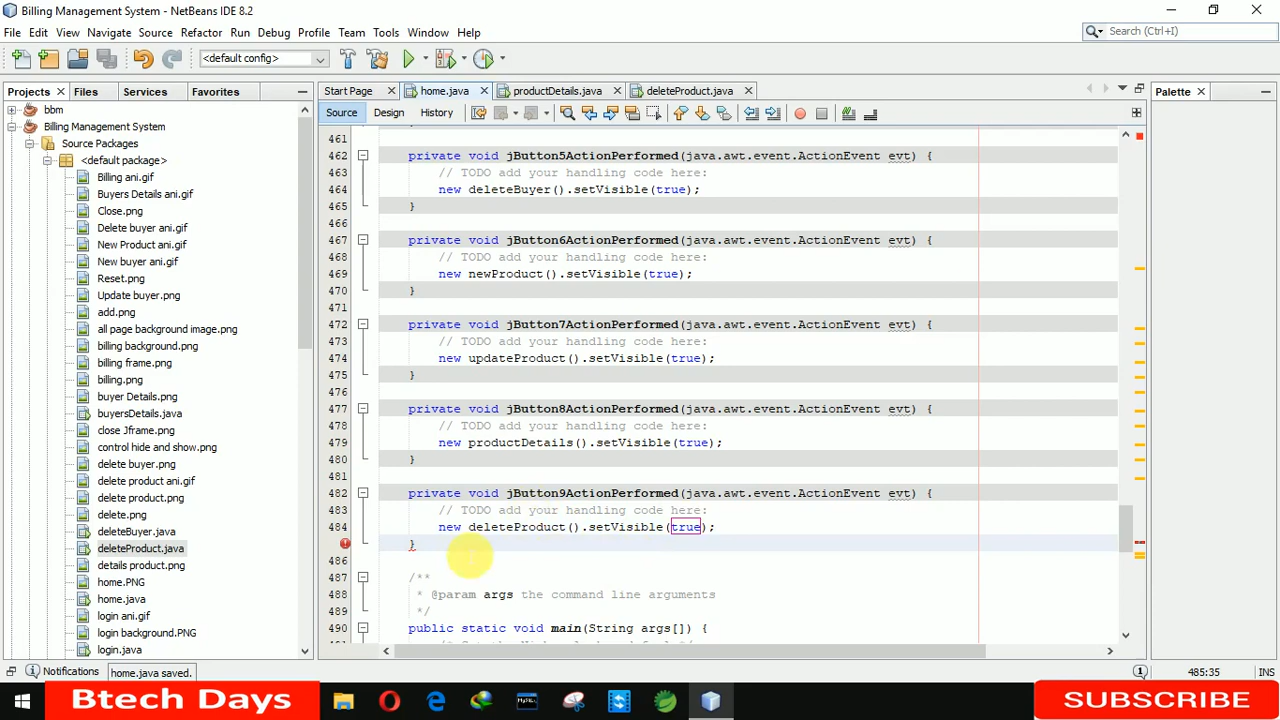 Billing Management System - NetBeans IDE 8.2
File Edit View Navigate Source Refactor Run Debug Profile Team Tools Window Help
Search (Ctrl+I)
<default config>
Projects Files Services Favorites
Start Page home.java productDetails.java deleteProduct.java
Palette
Source Design History
bbm
Billing Management System
Source Packages
<default package>
Billing ani.gif
Buyers Details ani.gif
Close.png
Delete buyer ani.gif
New Product ani.gif
New buyer ani.gif
Reset.png
Update buyer.png
add.png
all page background image.png
billing background.png
billing frame.png
billing.png
buyer Details.png
buyersDetails.java
close Jframe.png
control hide and show.png
delete buyer.png
delete product ani.gif
delete product.png
delete.png
deleteBuyer.java
deleteProduct.java
details product.png
home.PNG
home.java
login ani.gif
login background.PNG
login.java
461
462 private void jButton5ActionPerformed(java.awt.event.ActionEvent evt) {
463 // TODO add your handling code here:
464 new deleteBuyer().setVisible(true);
465 }
466
467 private void jButton6ActionPerformed(java.awt.event.ActionEvent evt) {
468 // TODO add your handling code here:
469 new newProduct().setVisible(true);
470 }
471
472 private void jButton7ActionPerformed(java.awt.event.ActionEvent evt) {
473 // TODO add your handling code here:
474 new updateProduct().setVisible(true);
475 }
476
477 private void jButton8ActionPerformed(java.awt.event.ActionEvent evt) {
478 // TODO add your handling code here:
479 new productDetails().setVisible(true);
480 }
481
482 private void jButton9ActionPerformed(java.awt.event.ActionEvent evt) {
483 // TODO add your handling code here:
484 new deleteProduct().setVisible(true);
}
486
487 /**
488 * @param args the command line arguments
489 */
490 public static void main(String args[]) {
Notifications home.java saved.
1 485:35 INS
Btech Days
SUBSCRIBE